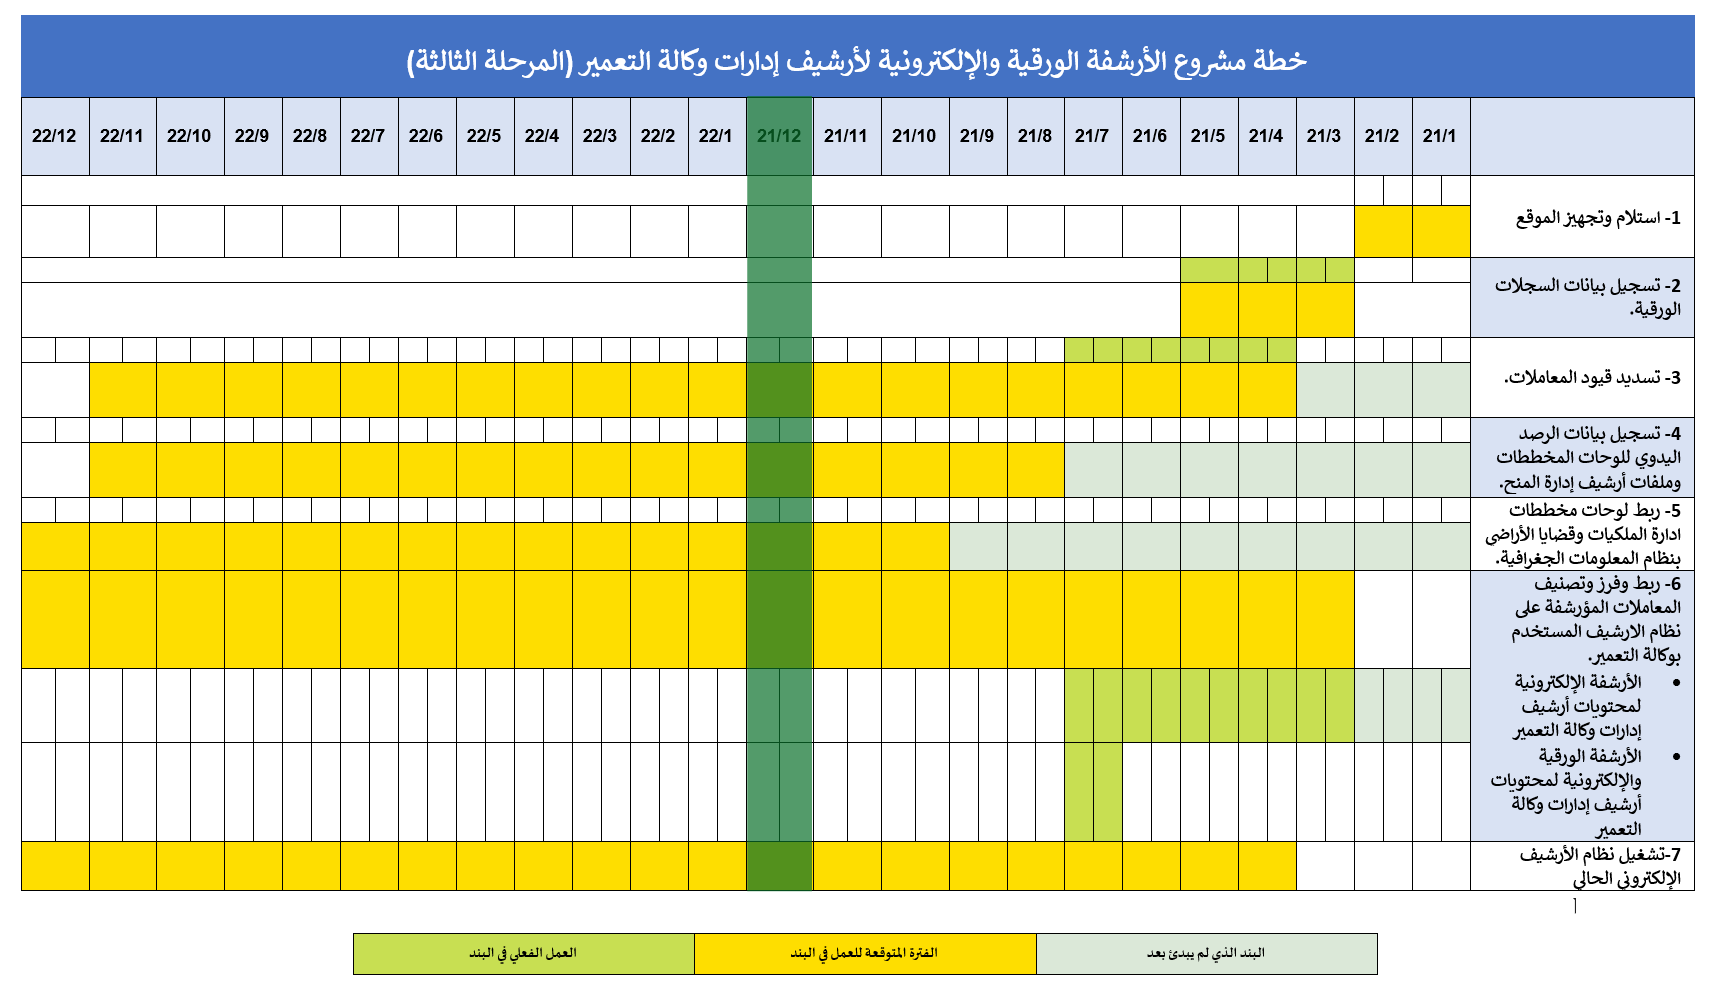 خطة مشروع الأرشفة الورقية والإلكترونية لأرشيف إدارات وكالة التعمير (المرحلة الثالثة)
21/1 21/2 21/3 21/4 21/5 21/6 21/7 21/8 21/9 21/10 21/11 21/12 22/1 22/2 22/3 22/4 22/5 22/6 22/7 22/8 22/9 22/10 22/11 22/12
1- استلام وتجهيز الموقع
2- تسجيل بيانات السجلات
الورقية.
3- تسديد قيود المعاملات.
4- تسجيل بيانات الرصد
اليدوي للوحات المخططات
وملفات أرشيف إدارة المنح.
5- ربط لوحات مخططات
ادارة الملكيات وقضايا الأراضى
بنظام المعلومات الجغرافية.
6- ربط وفرز وتصنيف
المعاملات المؤرشفة على
نظام الارشيف المستخدم
بوكالة التعمير.
• الأرشفة الإلكترونية
لمحتويات أرشيف
إدارات وكالة التعمير
• الأرشفة الورقية
والإلكترونية لمحتويات
أرشيف إدارات وكالة
التعمير
7-تشغيل نظام الأرشيف
الإلكتروني الحالي
أ
البند الذي لم يبدئ بعد
الفترة المتوقعة للعمل في البند
العمل الفعلي في البند